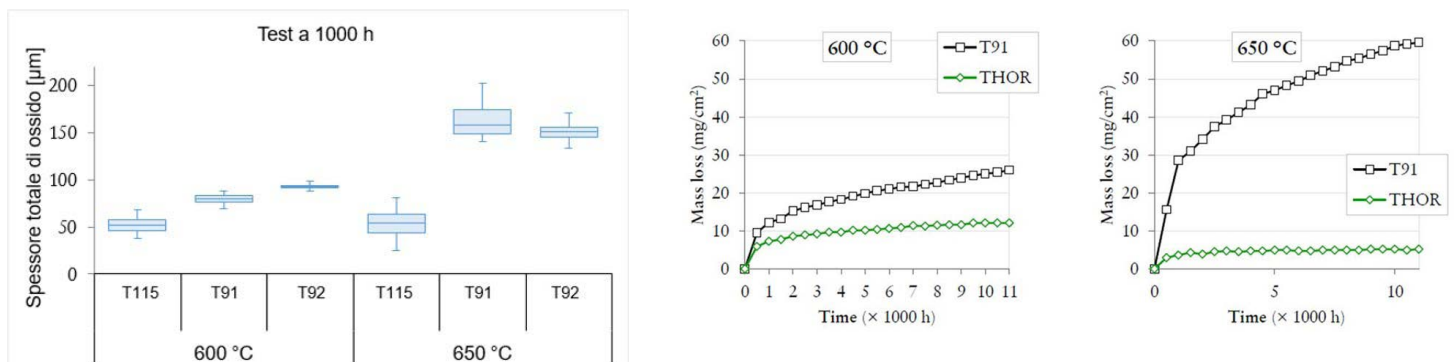 Test a 1000 h
Spessore totale di ossido [µm]
200
150
100
50
0
T115 T91 T92 T115 T91 T92
600 °C 650 °C
600 °C
T91
THOR
Mass loss (mg/cm²)
60
50
40
30
20
10
0
0 1 2 3 4 5 6 7 8 9 10 11
Time (× 1000 h)
650 °C
T91
THOR
Mass loss (mg/cm²)
60
50
40
30
20
10
0
0 5 10
Time (× 1000 h)